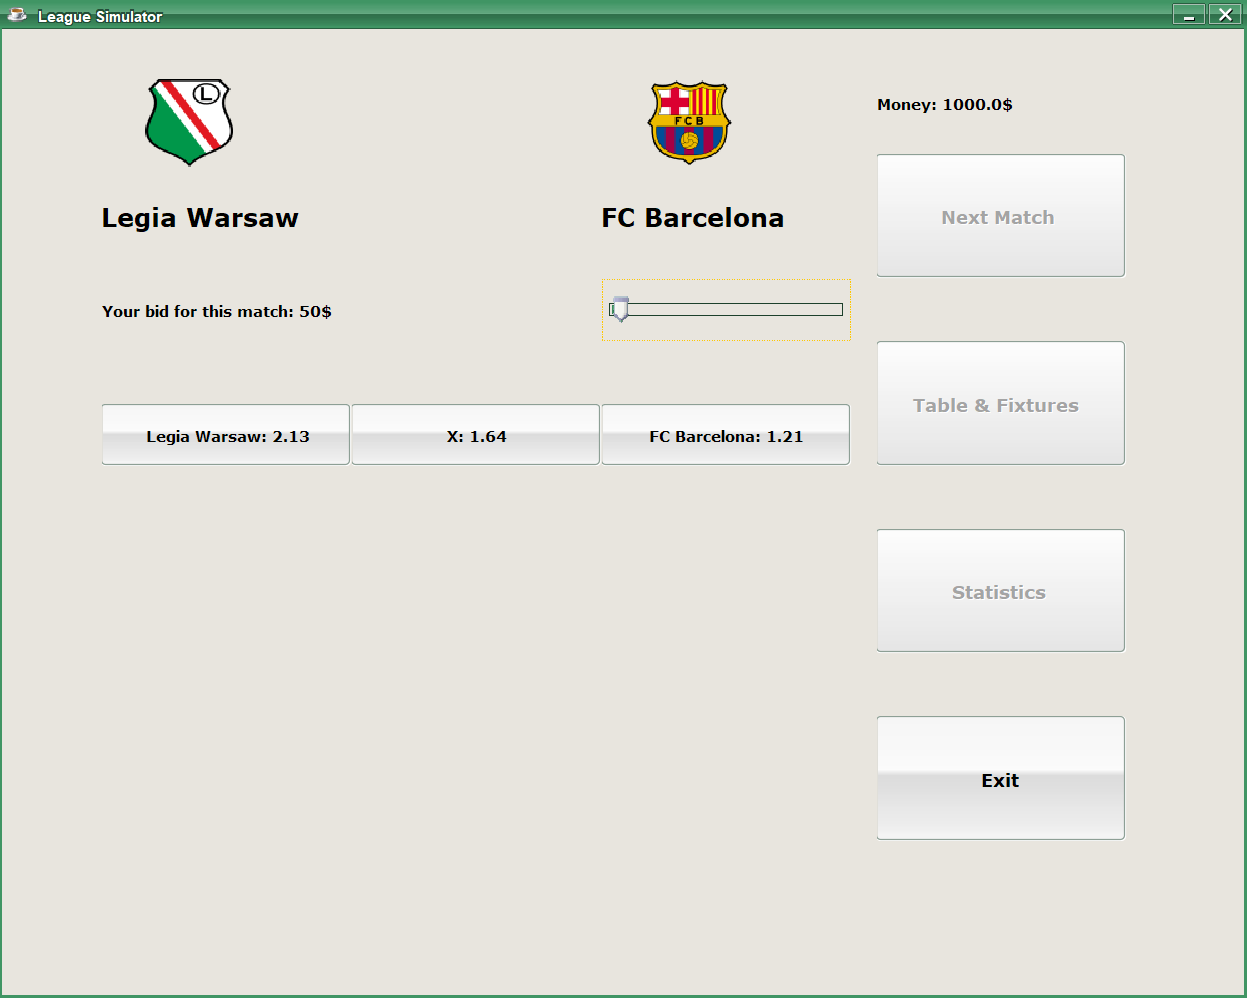 League Simulator
L
FCB
Money: 1000.0$
Next Match
Legia Warsaw
FC Barcelona
Your bid for this match: 50$
Table & Fixtures
Legia Warsaw: 2.13
X: 1.64
FC Barcelona: 1.21
Statistics
Exit